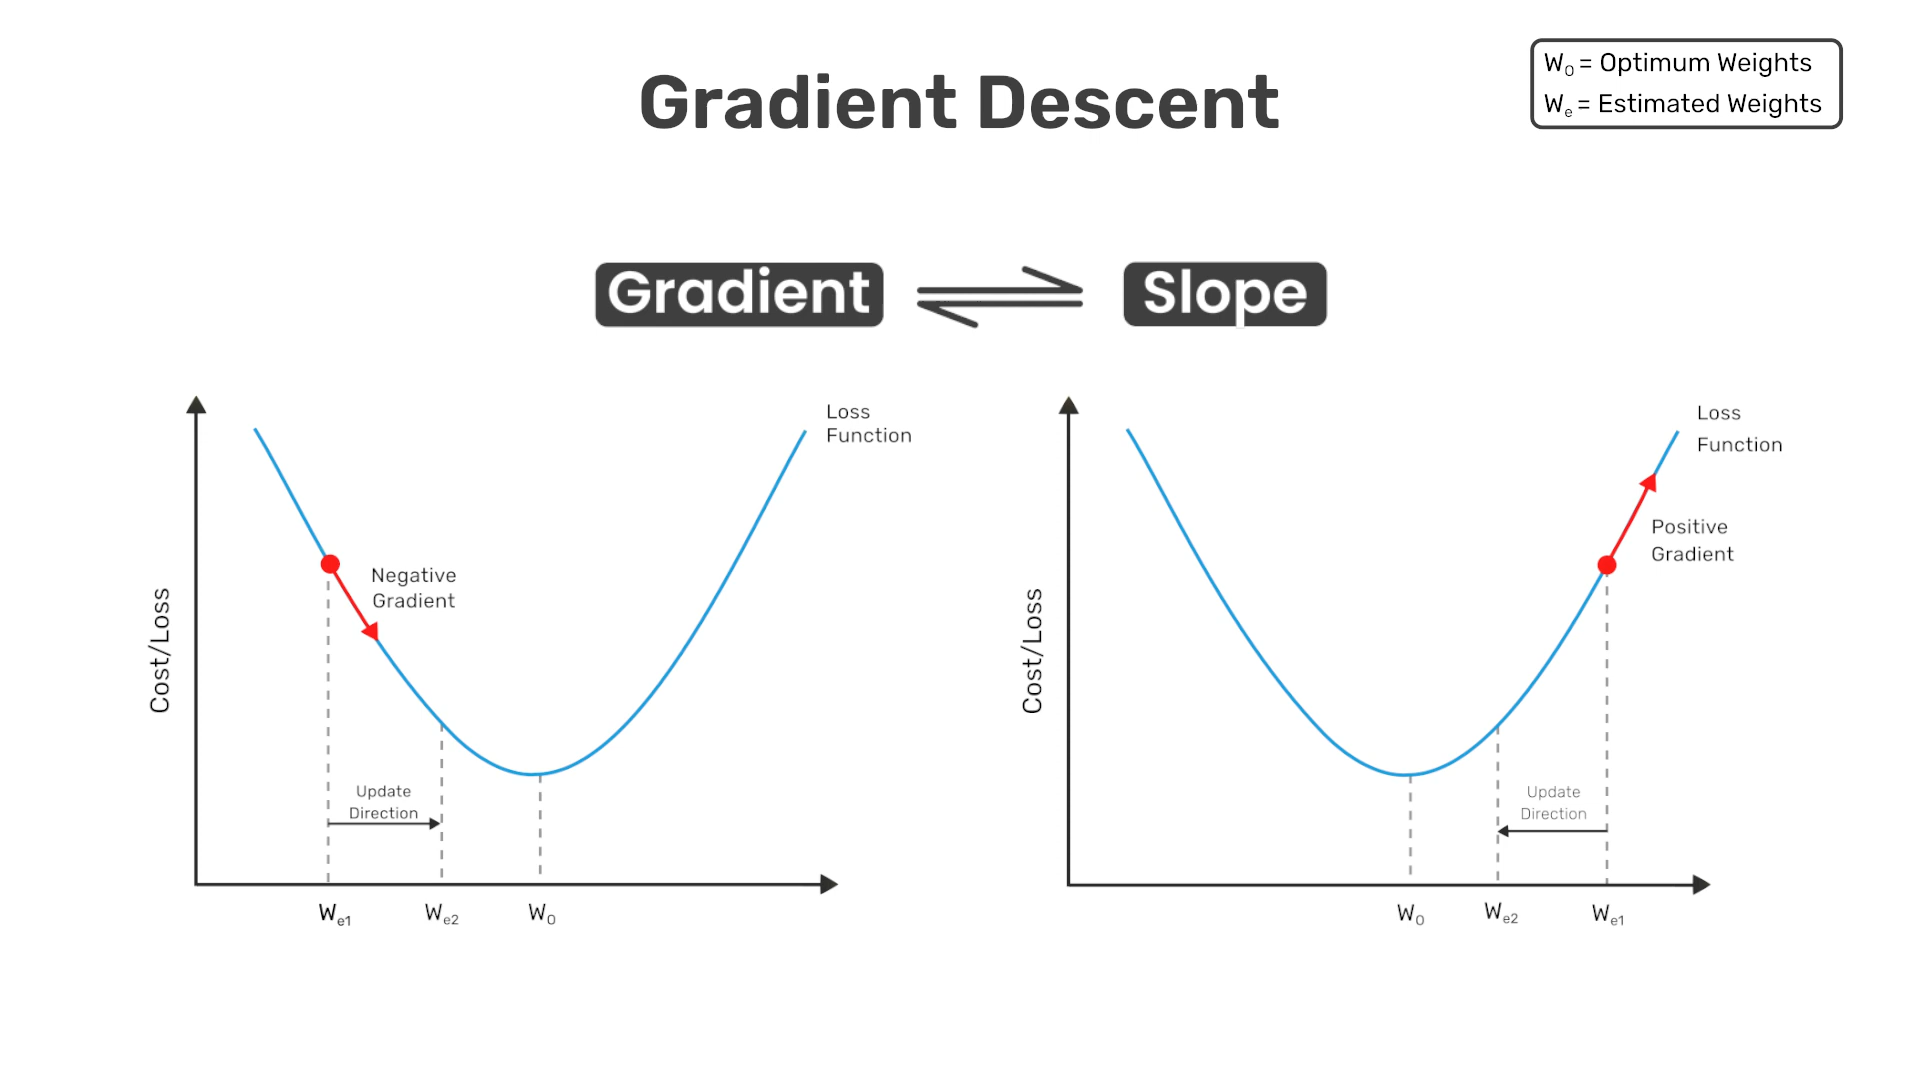 Gradient Descent
W₀ = Optimum Weights
Wₑ = Estimated Weights
Gradient
Slope
Loss
Function
Negative
Gradient
Cost/Loss
Update
Direction
Wₑ₁
Wₑ₂
W₀
Loss
Function
Positive
Gradient
Cost/Loss
Update
Direction
W₀
Wₑ₂
Wₑ₁